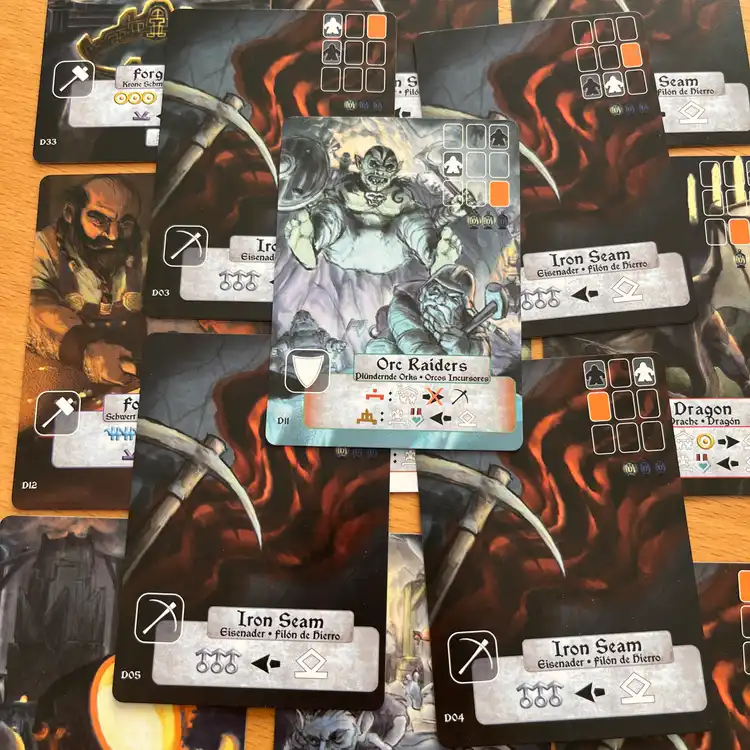 Forg
Krone Schm
D33
Iro
Eisenader
D03
Iron Seam
Eisenader • Filón de Hierro
Seam
Filón de Hierro
Orc Raiders
Plündernde Orks • Orcos Incursores
D11
Fo
Schwert
D12
Dragon
Drache • Dragón
Iron Seam
Eisenader • Filón de Hierro
D05
Iron Seam
Eisenader • Filón de Hierro
D04